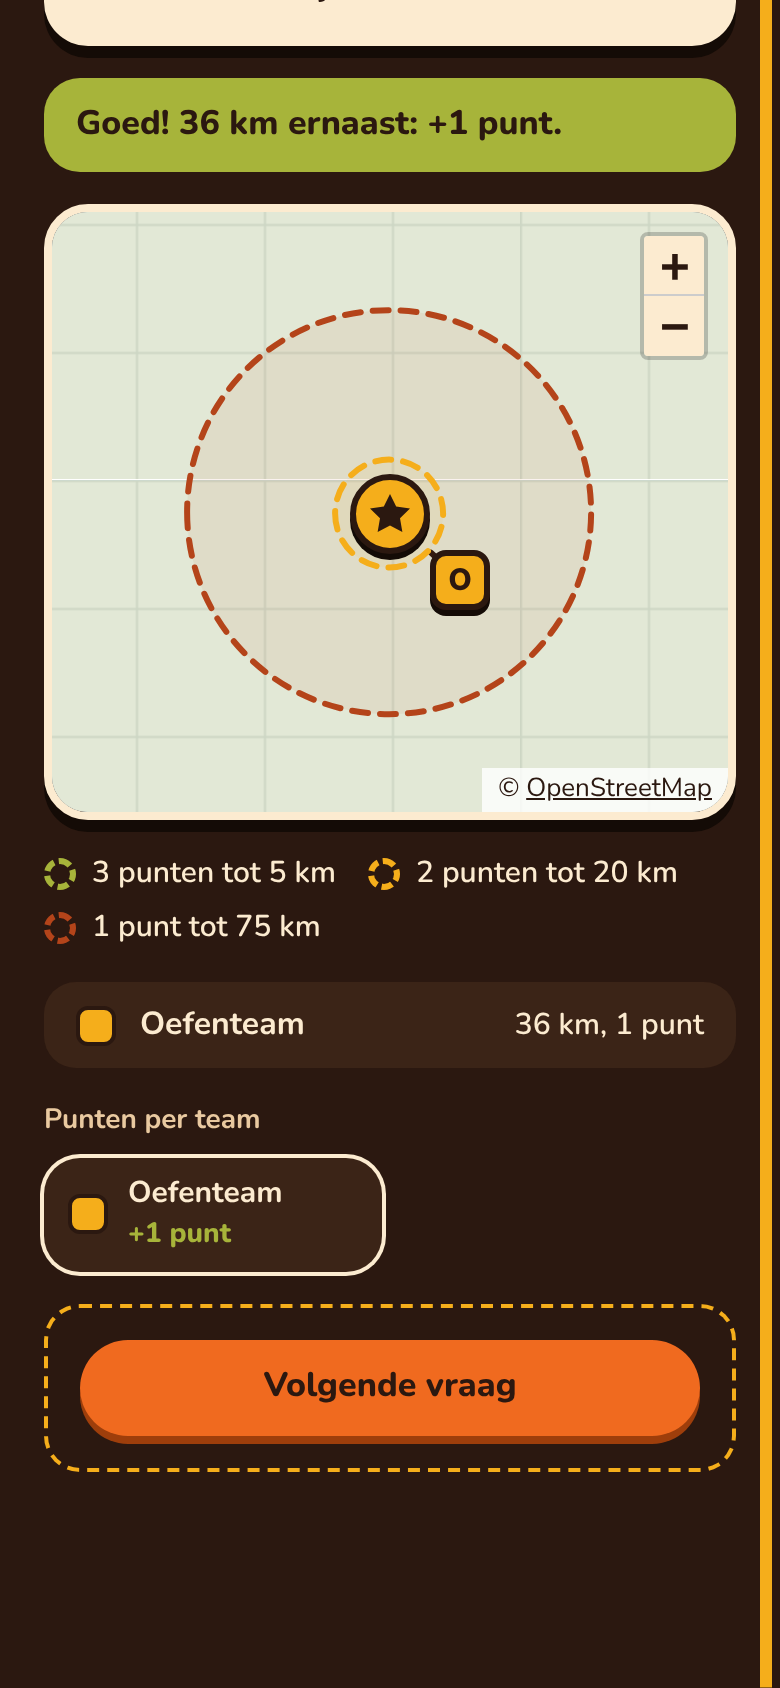 Goed! 36 km ernaast: +1 punt.
+
−
O
© OpenStreetMap
3 punten tot 5 km
2 punten tot 20 km
1 punt tot 75 km
Oefenteam
36 km, 1 punt
Punten per team
Oefenteam
+1 punt
Volgende vraag